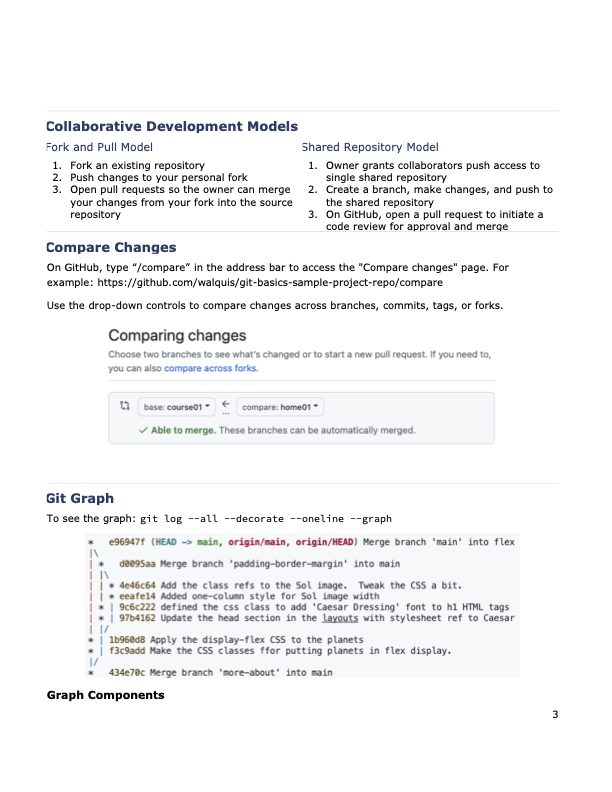 Collaborative Development Models
Fork and Pull Model
1. Fork an existing repository
2. Push changes to your personal fork
3. Open pull requests so the owner can merge
your changes from your fork into the source
repository
Shared Repository Model
1. Owner grants collaborators push access to
single shared repository
2. Create a branch, make changes, and push to
the shared repository
3. On GitHub, open a pull request to initiate a
code review for approval and merge
Compare Changes
On GitHub, type “/compare” in the address bar to access the "Compare changes" page. For
example: https://github.com/walquis/git-basics-sample-project-repo/compare
Use the drop-down controls to compare changes across branches, commits, tags, or forks.
Comparing changes
Choose two branches to see what's changed or to start a new pull request. If you need to,
you can also compare across forks.
base: course01 ← compare: home01
...
✓ Able to merge. These branches can be automatically merged.
Git Graph
To see the graph: git log --all --decorate --oneline --graph
*   e96947f (HEAD -> main, origin/main, origin/HEAD) Merge branch 'main' into flex
|\
| *   d0095aa Merge branch 'padding-border-margin' into main
| |\
| | * 4e46c64 Add the class refs to the Sol image.  Tweak the CSS a bit.
| | * eeafe14 Added one-column style for Sol image width
| * | 9c6c222 defined the css class to add 'Caesar Dressing' font to h1 HTML tags
| * | 97b4162 Update the head section in the layouts with stylesheet ref to Caesar
| |/
* | 1b960d8 Apply the display-flex CSS to the planets
* | f3c9add Make the CSS classes ffor putting planets in flex display.
|/
*   434e70c Merge branch 'more-about' into main
Graph Components
3